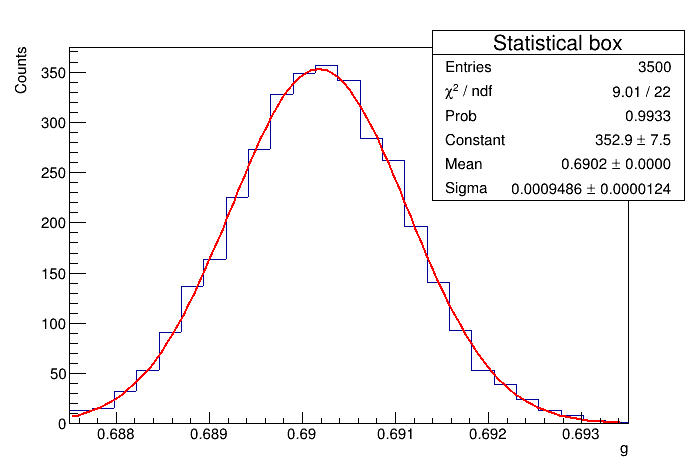 Statistical box
Entries 3500
χ² / ndf 9.01 / 22
Prob 0.9933
Constant 352.9 ± 7.5
Mean 0.6902 ± 0.0000
Sigma 0.0009486 ± 0.0000124
Counts
350
300
250
200
150
100
50
0
0.688 0.689 0.69 0.691 0.692 0.693
g